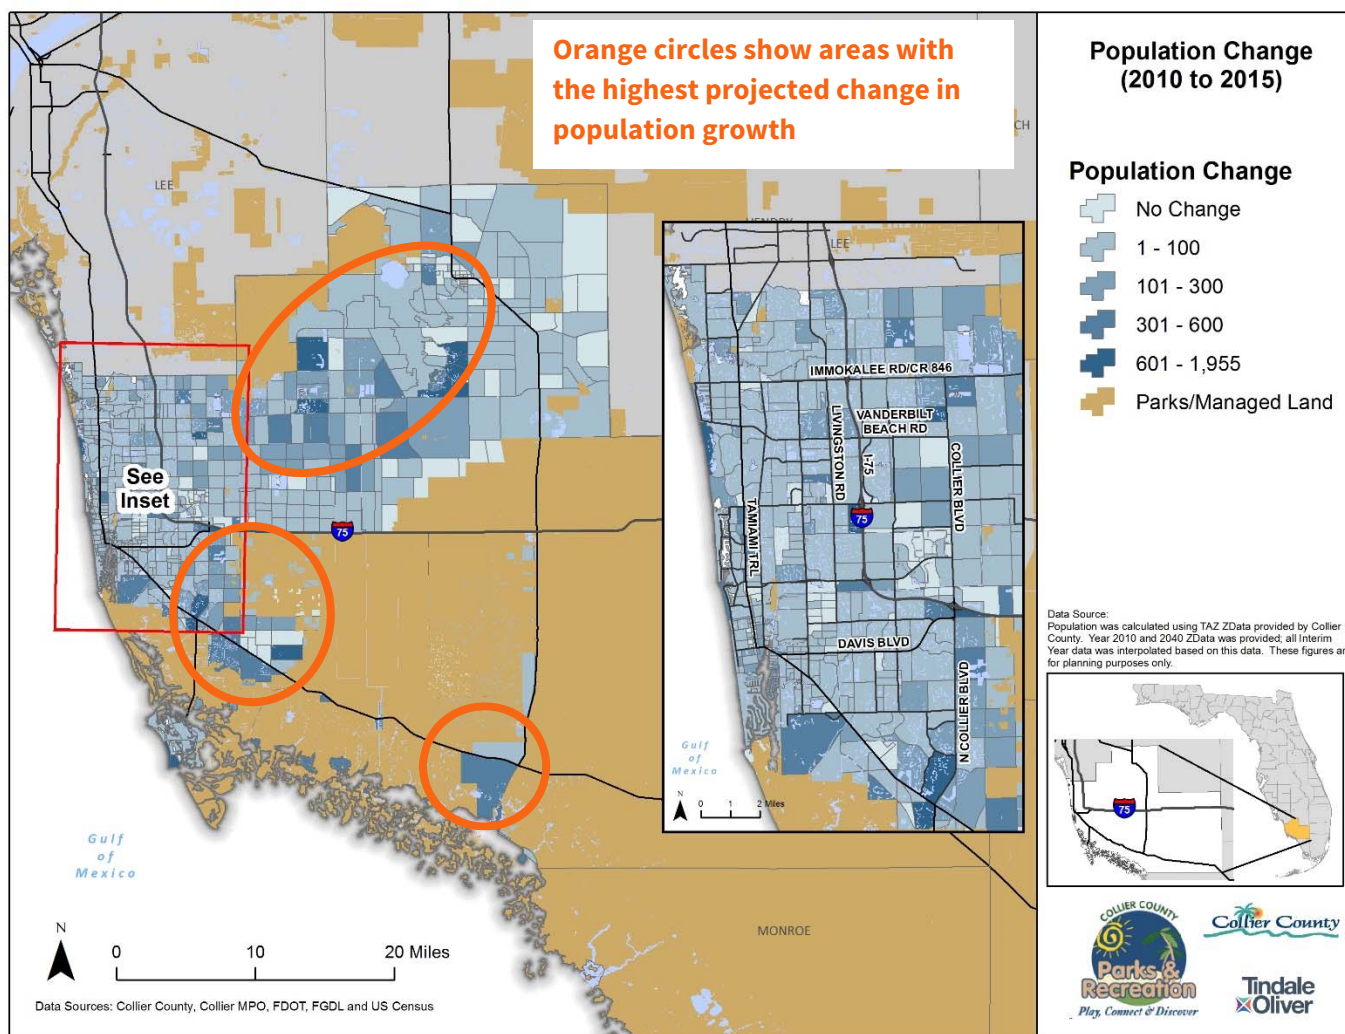 Orange circles show areas with
the highest projected change in
population growth
Population Change
(2010 to 2015)
Population Change
No Change
1 - 100
101 - 300
301 - 600
601 - 1,955
Parks/Managed Land
CH
LEE
HENDRY
LEE
IMMOKALEE RD/CR 846
VANDERBILT
BEACH RD
LIVINGSTON RD
I-75
COLLIER BLVD
TAMIAMI TRL
75
DAVIS BLVD
N COLLIER BLVD
Gulf
of
Mexico
N
0 1 2 Miles
See
Inset
75
Gulf
of
Mexico
MONROE
N
0 10 20 Miles
Data Sources: Collier County, Collier MPO, FDOT, FGDL and US Census
Data Source:
Population was calculated using TAZ ZData provided by Collier
County. Year 2010 and 2040 ZData was provided; all Interim
Year data was interpolated based on this data. These figures ar
for planning purposes only.
75
COLLIER COUNTY
Parks &
Recreation
Play, Connect & Discover
Collier County
Tindale
Oliver